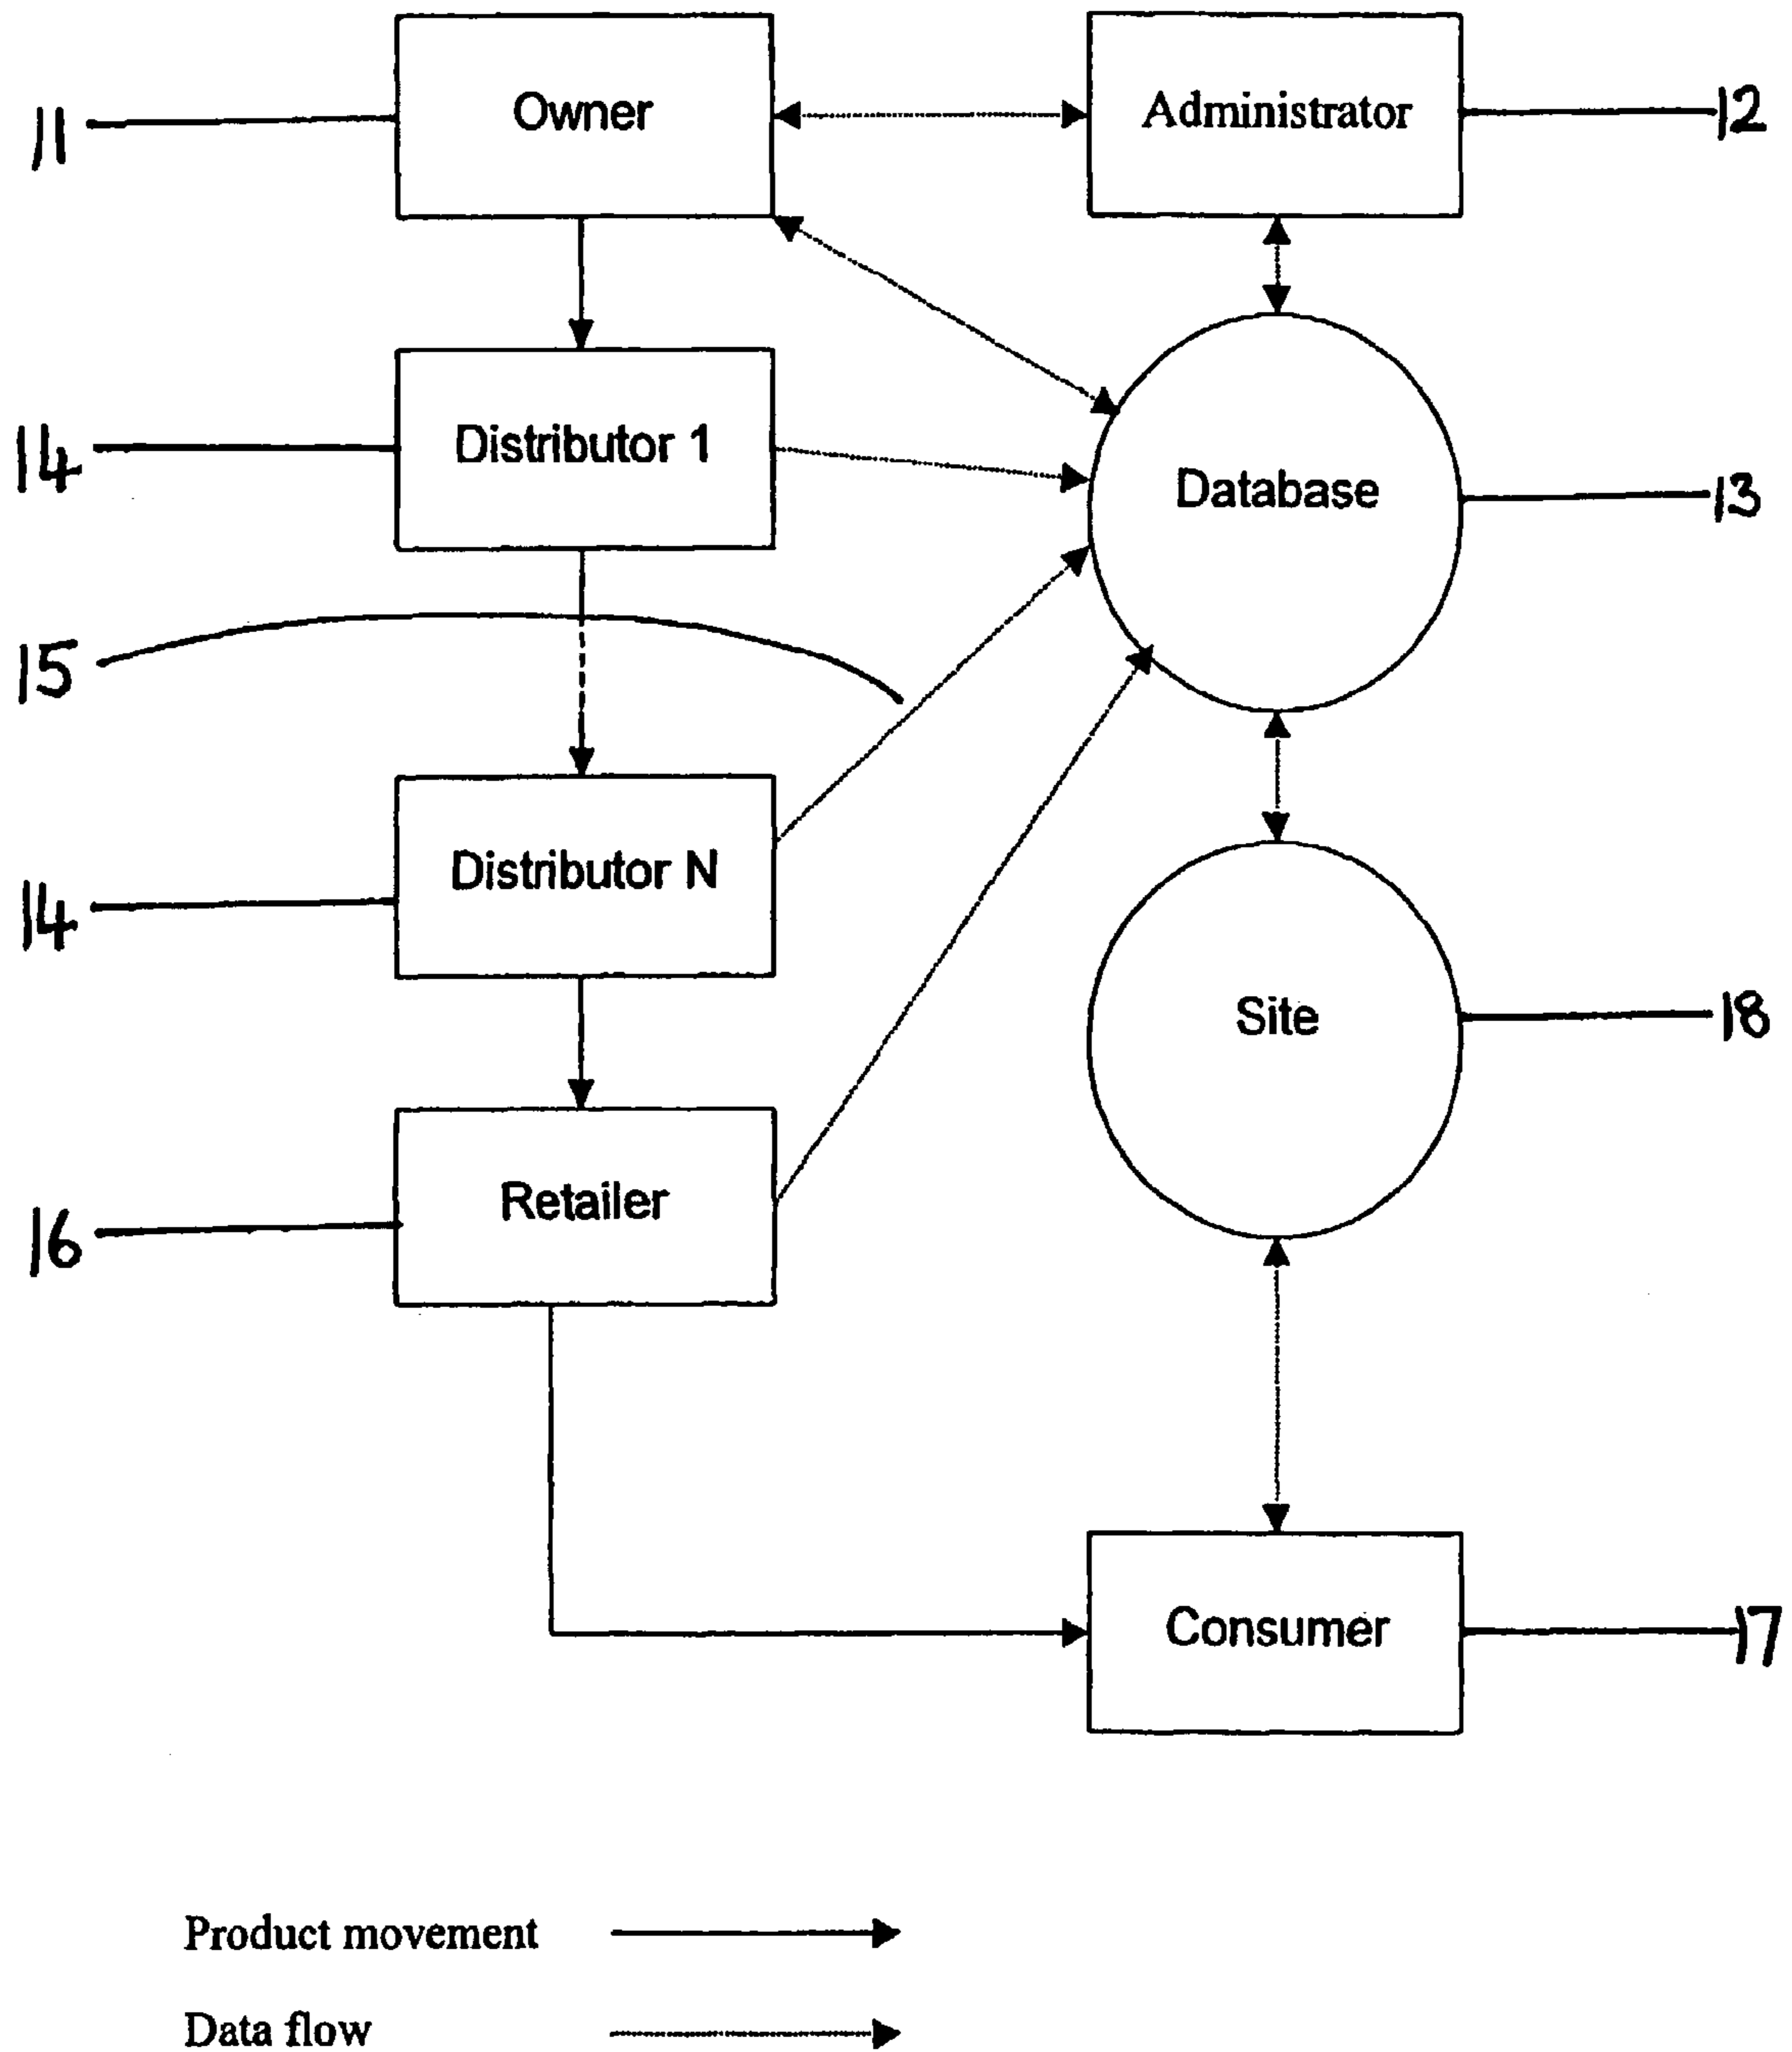 Owner
Administrator
11
12
Distributor 1
14
Database
13
15
Distributor N
14
Site
18
Retailer
16
Consumer
17
Product movement
Data flow